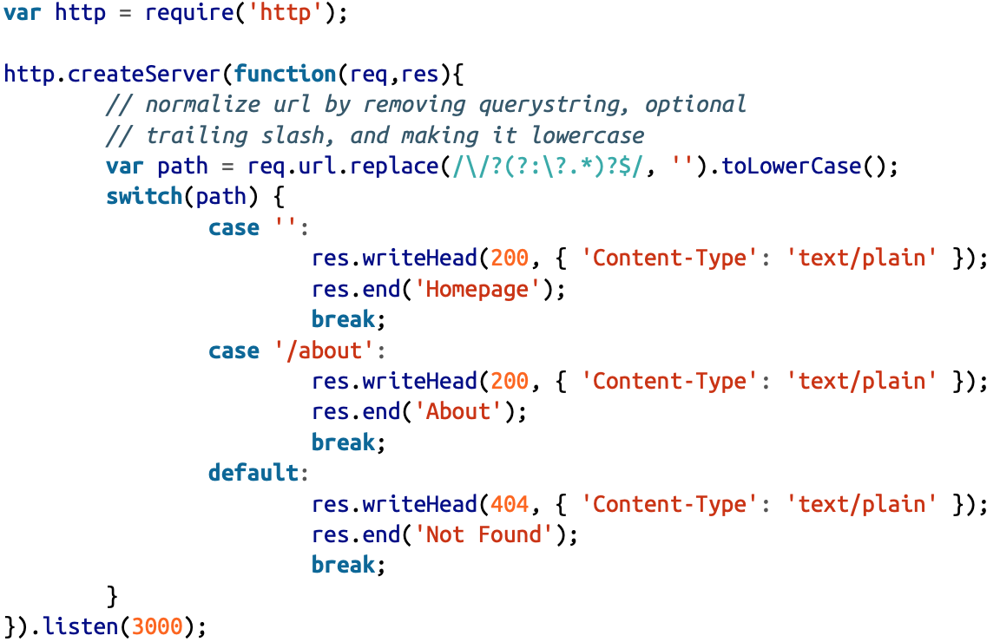 var http = require('http');

http.createServer(function(req,res){
        // normalize url by removing querystring, optional
        // trailing slash, and making it lowercase
        var path = req.url.replace(/\/?(?:\?.*)?$/, '').toLowerCase();
        switch(path) {
                case '':
                        res.writeHead(200, { 'Content-Type': 'text/plain' });
                        res.end('Homepage');
                        break;
                case '/about':
                        res.writeHead(200, { 'Content-Type': 'text/plain' });
                        res.end('About');
                        break;
                default:
                        res.writeHead(404, { 'Content-Type': 'text/plain' });
                        res.end('Not Found');
                        break;
        }
}).listen(3000);